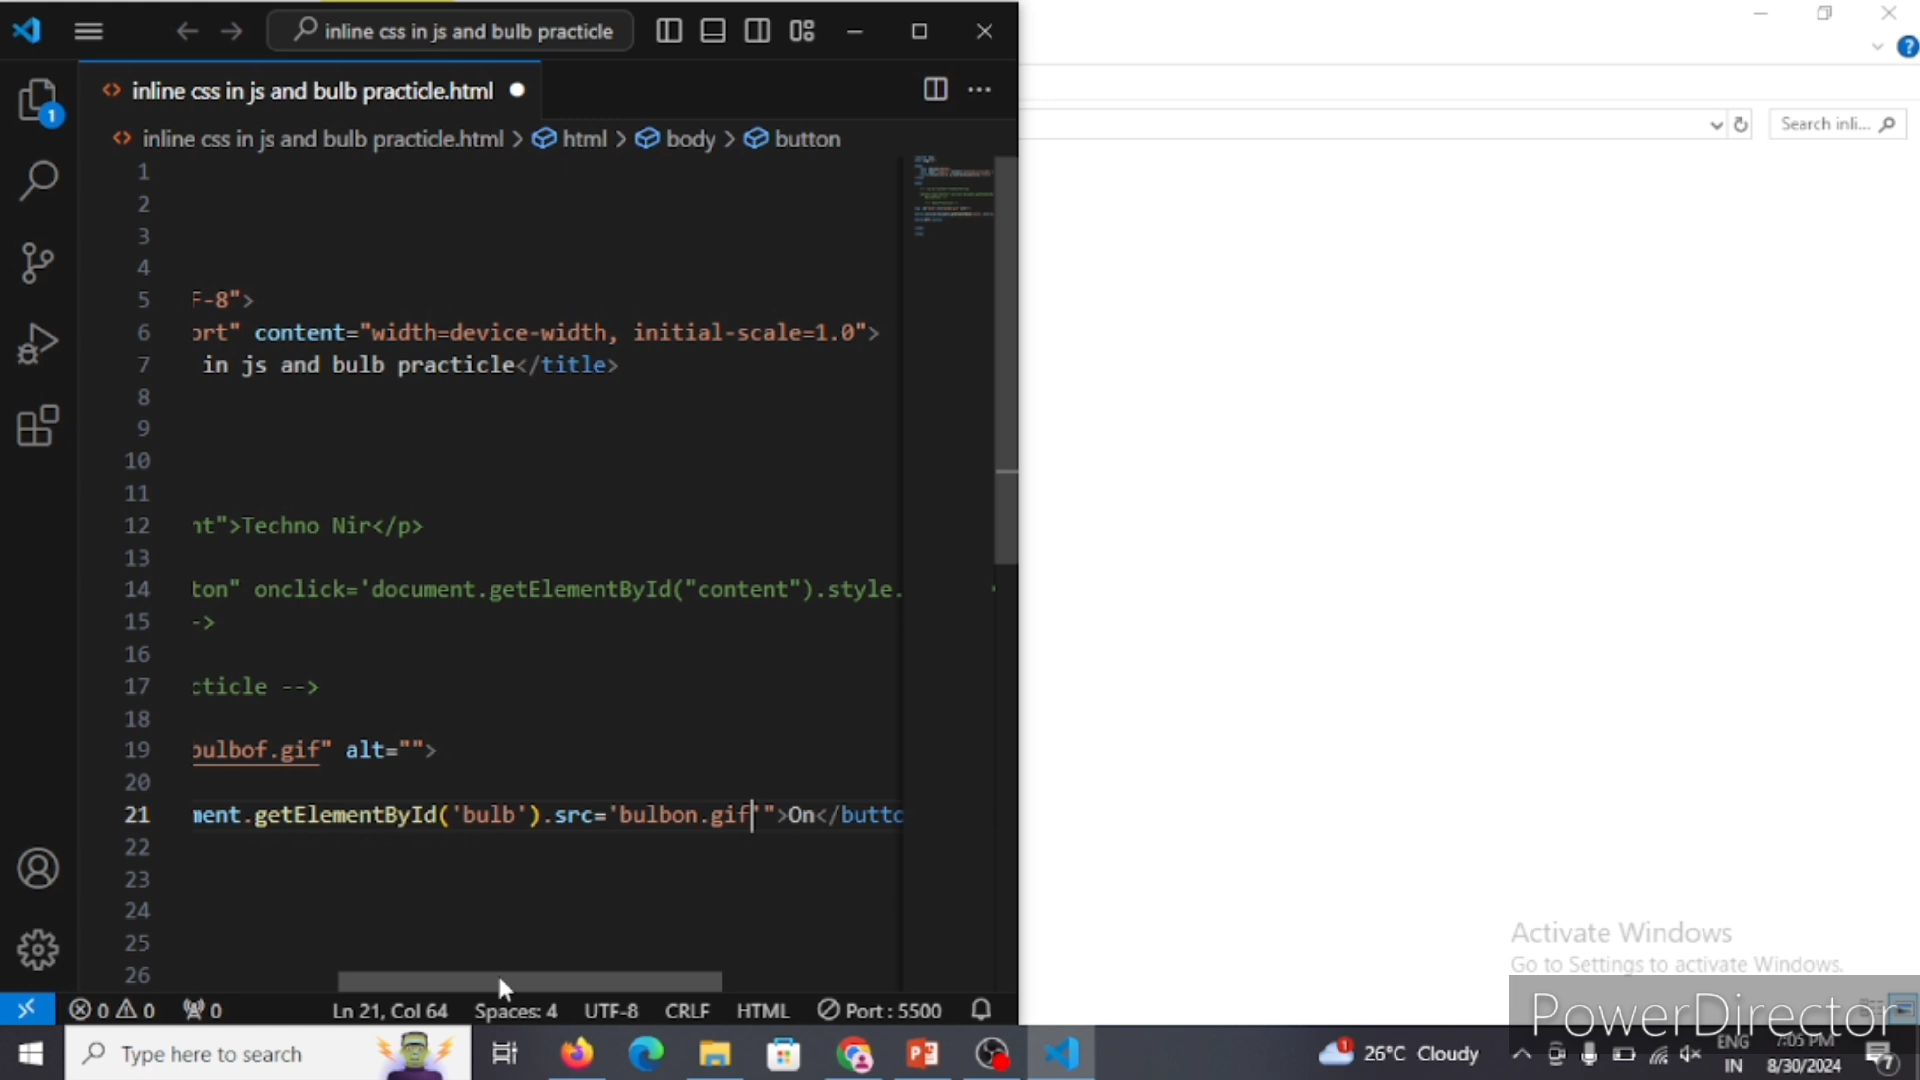 inline css in js and bulb practicle
inline css in js and bulb practicle.html
inline css in js and bulb practicle.html > html > body > button
1
Search inli...
1
2
3
4
5 F-8">
6 ort" content="width=device-width, initial-scale=1.0">
7 in js and bulb practicle</title>
8
9
10
11
12 nt">Techno Nir</p>
13
14 ton" onclick='document.getElementById("content").style.
15 ->
16
17 cticle -->
18
19 bulbof.gif" alt="">
20
21 ment.getElementById('bulb').src='bulbon.gif'">On</butto
22
23
24
25
26
Activate Windows
Go to Settings to activate Windows.
PowerDirector
0 0 0 Ln 21, Col 64 Spaces: 4 UTF-8 CRLF HTML Port : 5500
Type here to search
1 26°C Cloudy
ENG
IN
7:05 PM
8/30/2024
7